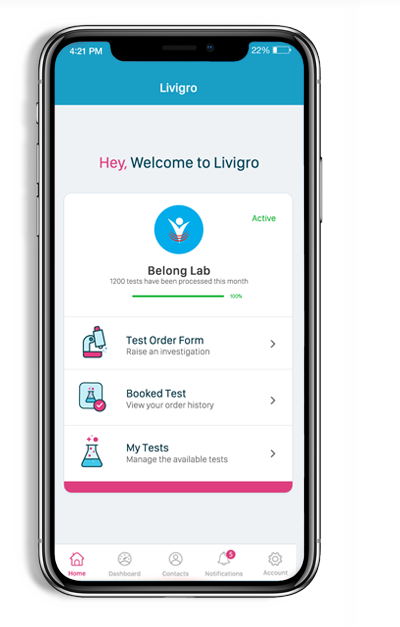 4:21 PM
22%
Livigro
Hey, Welcome to Livigro
Active
Belong Lab
1200 tests have been processed this month
100%
Test Order Form
Raise an investigation
Booked Test
View your order history
My Tests
Manage the available tests
5
Home
Dashboard
Contacts
Notifications
Account